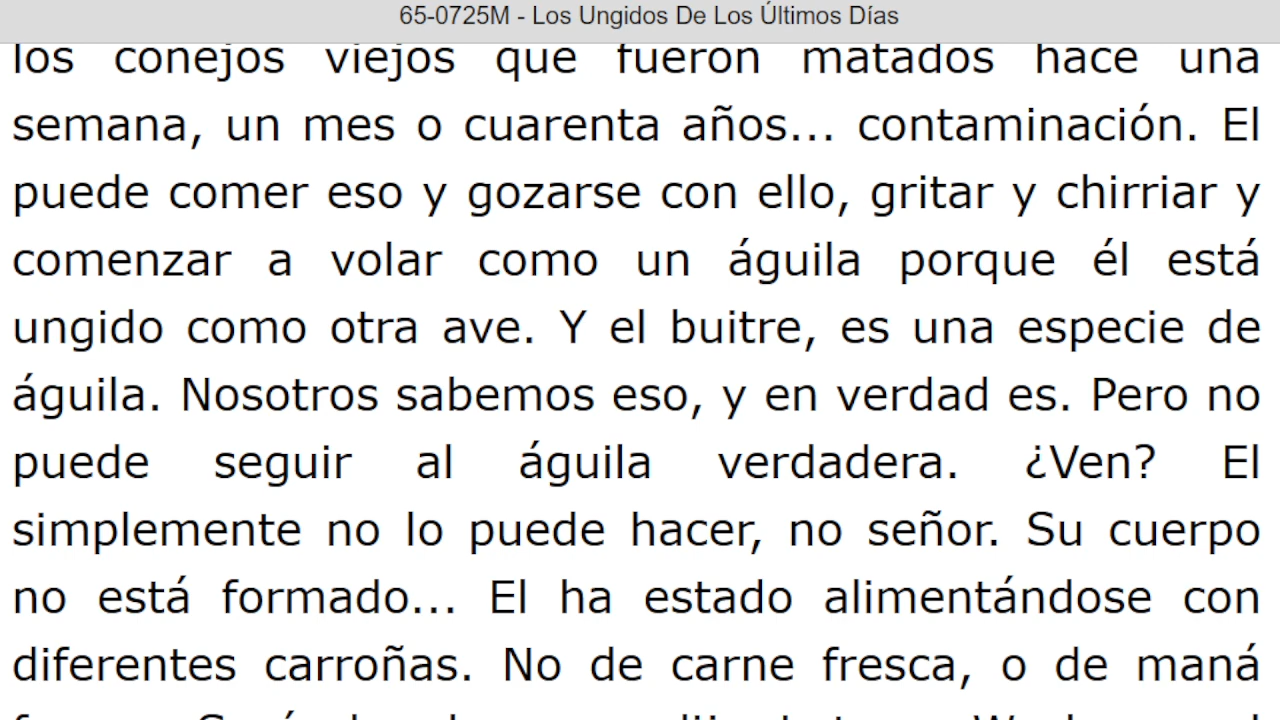 65-0725M - Los Ungidos De Los Últimos Días
los conejos viejos que fueron matados hace una
semana, un mes o cuarenta años... contaminación. El
puede comer eso y gozarse con ello, gritar y chirriar y
comenzar a volar como un águila porque él está
ungido como otra ave. Y el buitre, es una especie de
águila. Nosotros sabemos eso, y en verdad es. Pero no
puede seguir al águila verdadera. ¿Ven? El
simplemente no lo puede hacer, no señor. Su cuerpo
no está formado... El ha estado alimentándose con
diferentes carroñas. No de carne fresca, o de maná